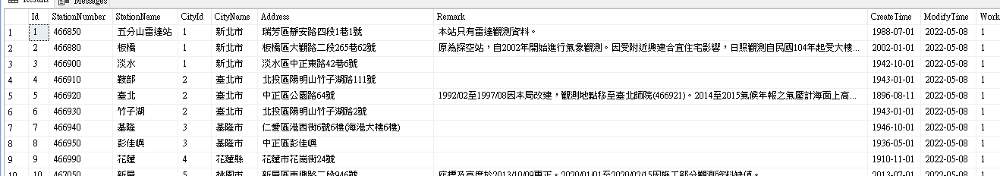 Results Messages
Id StationNumber StationName CityId CityName Address Remark CreateTime ModifyTime Work
1 1 466850 五分山雷達站 1 新北市 瑞芳區靜安路四段1巷1號 本站只有雷達觀測資料。 1988-07-01 2022-05-08 1
2 2 466880 板橋 1 新北市 板橋區大觀路二段265巷62號 原為探空站，自2002年開始進行氣象觀測。因受附近興建合宜住宅影響，日照觀測自民國104年起受大樓... 2002-01-01 2022-05-08 1
3 3 466900 淡水 1 新北市 淡水區中正東路42巷6號 1942-10-01 2022-05-08 1
4 4 466910 鞍部 2 臺北市 北投區陽明山竹子湖路111號 1943-01-01 2022-05-08 1
5 5 466920 臺北 2 臺北市 中正區公園路64號 1992/02至1997/08因本局改建，觀測地點移至臺北師院(466921)。2014至2015氣候年報之氣壓計海面上高... 1896-08-11 2022-05-08 1
6 6 466930 竹子湖 2 臺北市 北投區陽明山竹子湖路2號 1943-01-01 2022-05-08 1
7 7 466940 基隆 3 基隆市 仁愛區港西街6號6樓(海港大樓6樓) 1946-10-01 2022-05-08 1
8 8 466950 彭佳嶼 3 基隆市 中正區彭佳嶼 1936-05-01 2022-05-08 1
9 9 466990 花蓮 4 花蓮縣 花蓮市花崗街24號 1910-11-01 2022-05-08 1
10 10 467050 新屋 5 桃園市 新屋區東興路二段946號 座標及高度於2013/10/09更正。2020/01/01至2020/02/15因施工部分觀測資料缺值。 2013-07-01 2022-05-08 1